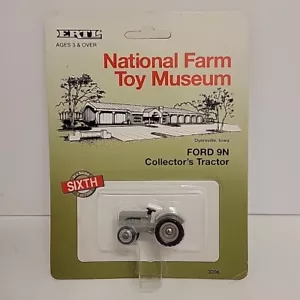 ERTL
AGES 3 & OVER
National Farm
Toy Museum
Dyersville, Iowa
FORD 9N
Collector's Tractor
SIXTH